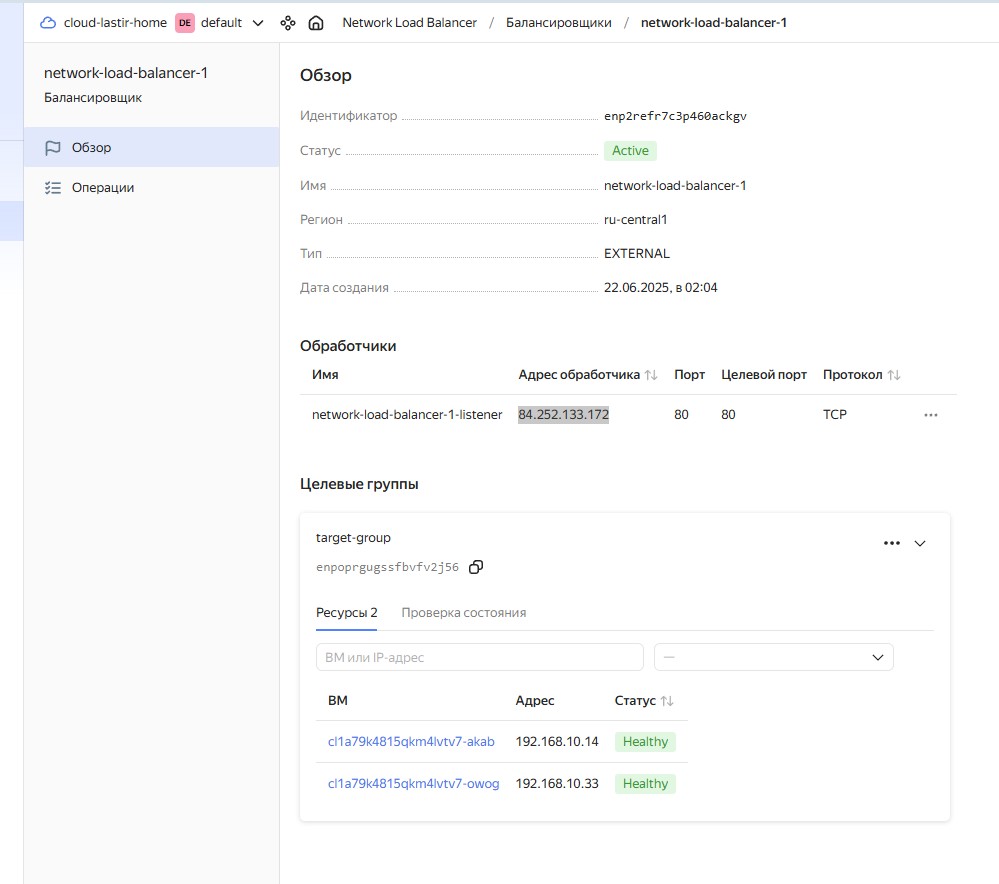 cloud-lastir-home DE default Network Load Balancer / Балансировщики / network-load-balancer-1
network-load-balancer-1
Балансировщик
Обзор
Операции
Обзор
Идентификатор enp2refr7c3p460ackgv
Статус Active
Имя network-load-balancer-1
Регион ru-central1
Тип EXTERNAL
Дата создания 22.06.2025, в 02:04
Обработчики
Имя Адрес обработчика Порт Целевой порт Протокол
network-load-balancer-1-listener 84.252.133.172 80 80 TCP
Целевые группы
target-group
enpoprgugssfbvfv2j56
Ресурсы 2 Проверка состояния
ВМ или IP-адрес —
ВМ Адрес Статус
cl1a79k4815qkm4lvtv7-akab 192.168.10.14 Healthy
cl1a79k4815qkm4lvtv7-owog 192.168.10.33 Healthy